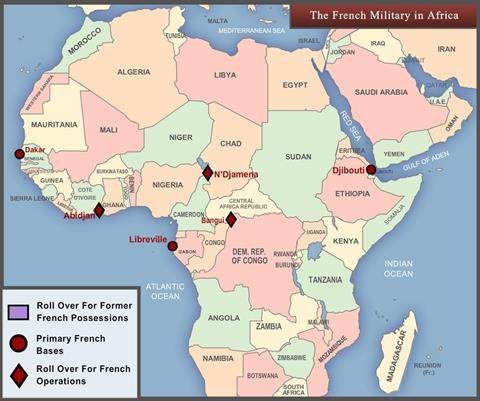 The French Military in Africa
MALTA
MEDITERRANEAN SEA
TUNISIA
MOROCCO
ISRAEL
JORDAN
IRAQ
KUWAIT
IRAN
ALGERIA
LIBYA
EGYPT
SAUDI ARABIA
QATAR
U.A.E.
OMAN
WESTERN SAHARA
MAURITANIA
MALI
NIGER
CHAD
SUDAN
RED SEA
ERITREA
YEMEN
GULF OF ADEN
Dakar
SENEGAL
GUINEA
SIERRA LEONE
LIBERIA
COTE
D'IVOIRE
BURKINA FASO
GHANA
TOGO
BENIN
NIGERIA
N'Djamena
Djibouti
DJIBOUTI
ETHIOPIA
SOMALIA
Abidjan
CAMEROON
CENTRAL
AFRICA REPUBLIC
Bangui
Libreville
GABON
CONGO
DEM. REP.
OF CONGO
UGANDA
KENYA
RWANDA
BURUNDI
TANZANIA
INDIAN
OCEAN
ATLANTIC
OCEAN
ANGOLA
ZAMBIA
MALAWI
MOZAMBIQUE
ZIMBABWE
NAMIBIA
BOTSWANA
SOUTH
AFRICA
MADAGASCAR
REUNION
(Fr.)
Roll Over For Former
French Possessions
Primary French
Bases
Roll Over For French
Operations